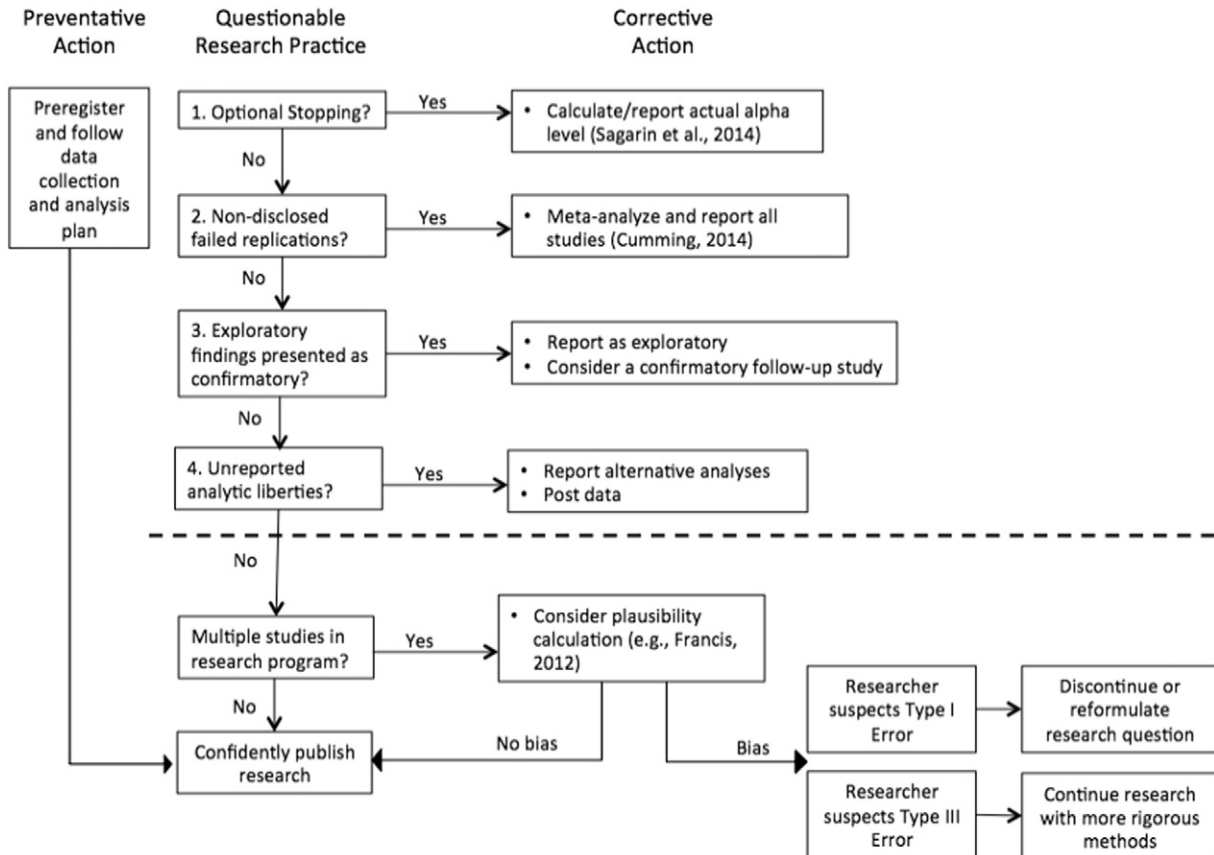 Preventative
Action
Questionable
Research Practice
Corrective
Action
Preregister
and follow
data
collection
and analysis
plan
1. Optional Stopping?
Yes
• Calculate/report actual alpha
level (Sagarin et al., 2014)
No
2. Non-disclosed
failed replications?
Yes
• Meta-analyze and report all
studies (Cumming, 2014)
No
3. Exploratory
findings presented as
confirmatory?
Yes
• Report as exploratory
• Consider a confirmatory follow-up study
No
4. Unreported
analytic liberties?
Yes
• Report alternative analyses
• Post data
No
Multiple studies in
research program?
Yes
• Consider plausibility
calculation (e.g., Francis,
2012)
No
Confidently publish
research
No bias
Bias
Researcher
suspects Type I
Error
Discontinue or
reformulate
research question
Researcher
suspects Type III
Error
Continue research
with more rigorous
methods